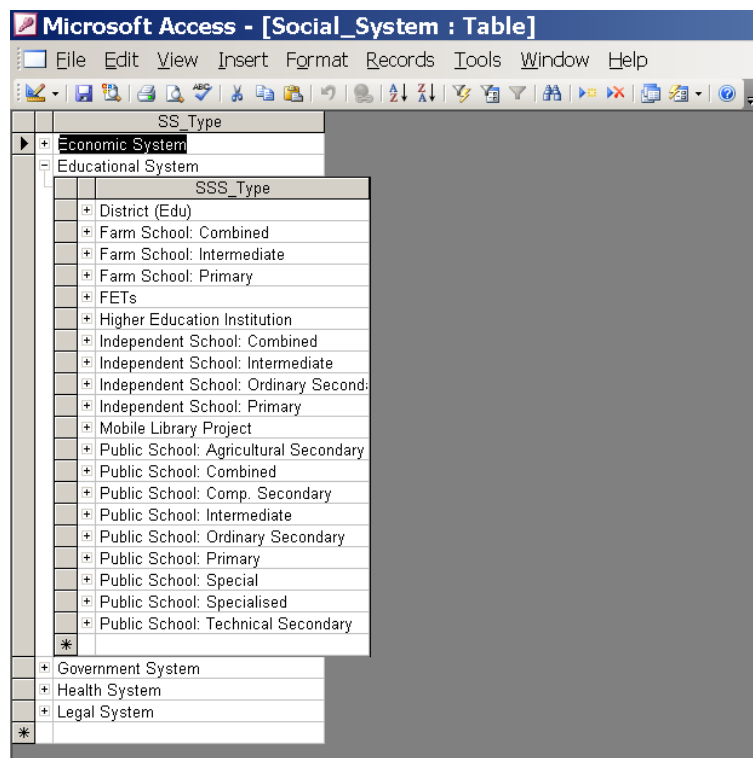 Microsoft Access - [Social_System : Table]
File Edit View Insert Format Records Tools Window Help
SS_Type
Economic System
Educational System
SSS_Type
District (Edu)
Farm School: Combined
Farm School: Intermediate
Farm School: Primary
FETs
Higher Education Institution
Independent School: Combined
Independent School: Intermediate
Independent School: Ordinary Second
Independent School: Primary
Mobile Library Project
Public School: Agricultural Secondary
Public School: Combined
Public School: Comp. Secondary
Public School: Intermediate
Public School: Ordinary Secondary
Public School: Primary
Public School: Special
Public School: Specialised
Public School: Technical Secondary
Government System
Health System
Legal System